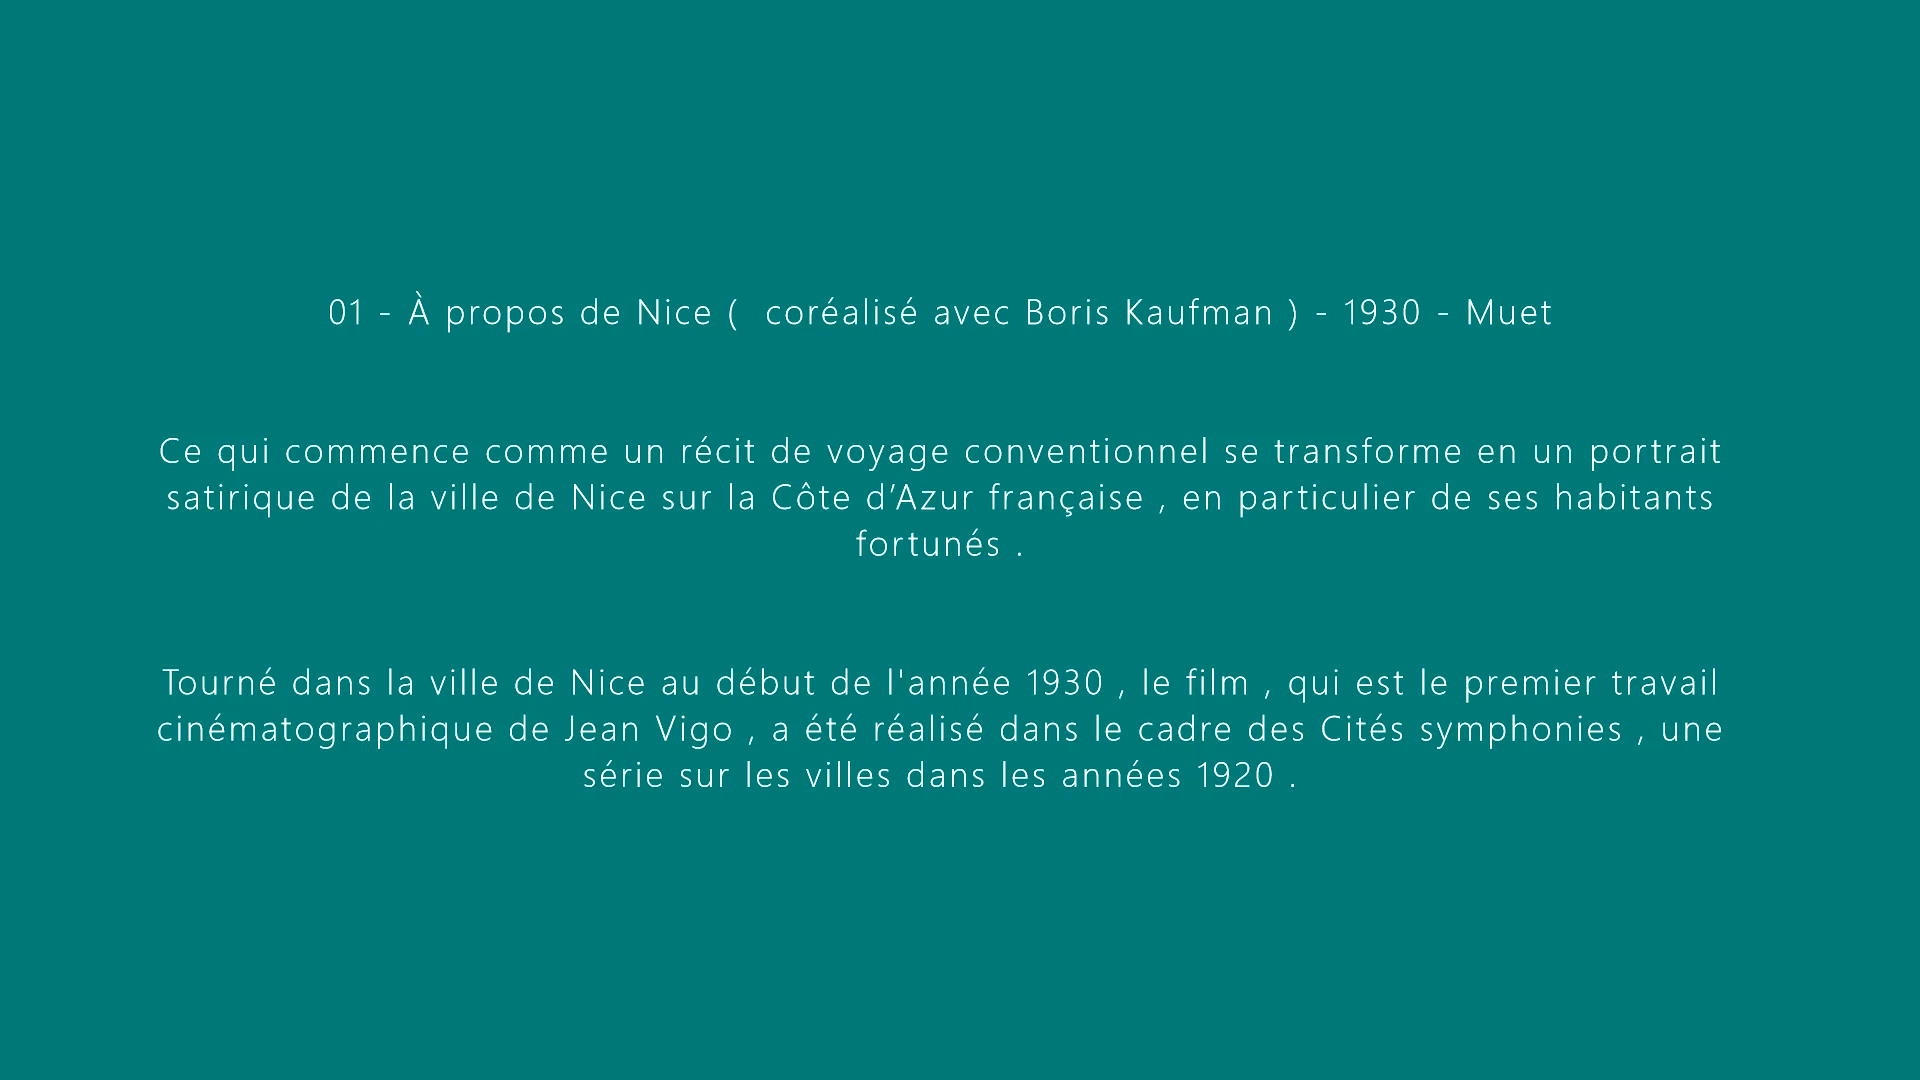 01 - À propos de Nice (  coréalisé avec Boris Kaufman ) - 1930 - Muet
Ce qui commence comme un récit de voyage conventionnel se transforme en un portrait
satirique de la ville de Nice sur la Côte d’Azur française , en particulier de ses habitants
fortunés .
Tourné dans la ville de Nice au début de l'année 1930 , le film , qui est le premier travail
cinématographique de Jean Vigo , a été réalisé dans le cadre des Cités symphonies , une
série sur les villes dans les années 1920 .